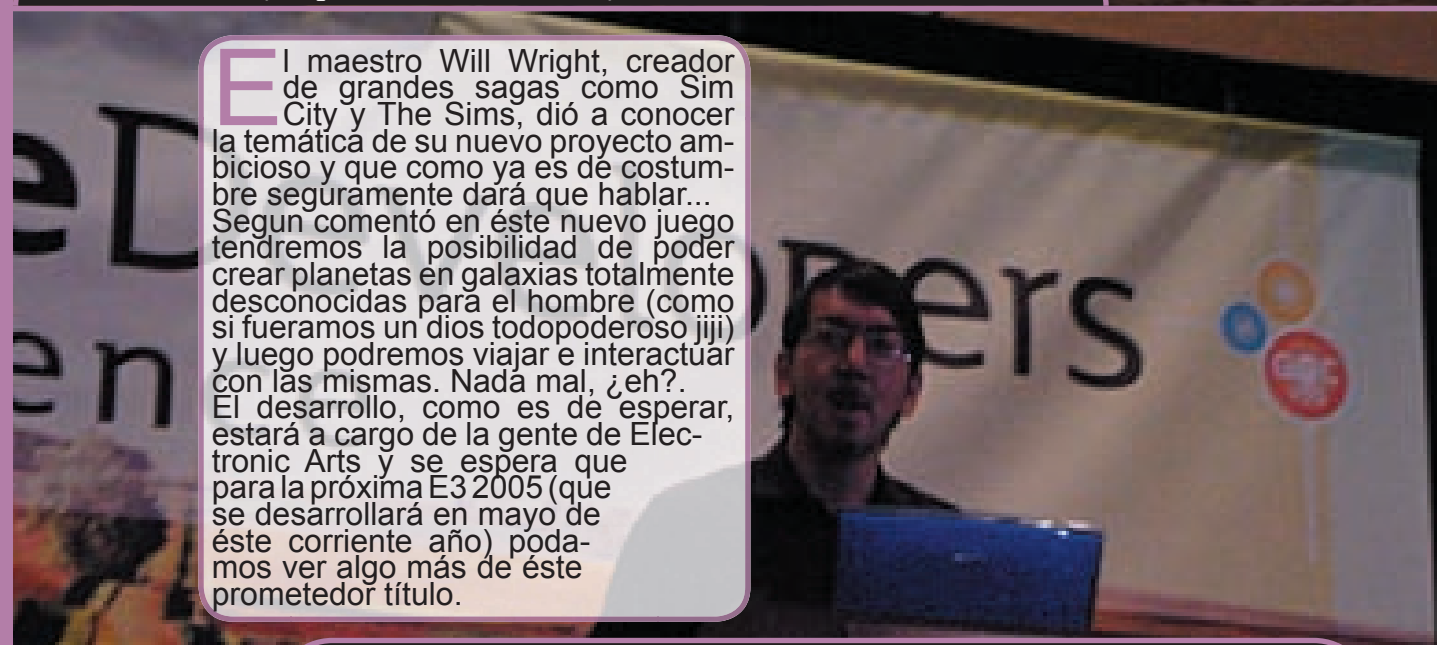 El maestro Will Wright, creador
de grandes sagas como Sim
City y The Sims, dió a conocer
la temática de su nuevo proyecto am-
bicioso y que como ya es de costum-
bre seguramente dará que hablar...
Segun comentó en éste nuevo juego
tendremos la posibilidad de poder
crear planetas en galaxias totalmente
desconocidas para el hombre (como
si fueramos un dios todopoderoso jiji)
y luego podremos viajar e interactuar
con las mismas. Nada mal, ¿eh?.
El desarrollo, como es de esperar,
estará a cargo de la gente de Elec-
tronic Arts y se espera que
para la próxima E3 2005 (que
se desarrollará en mayo de
éste corriente año) poda-
mos ver algo más de éste
prometedor título.
eDevelopers
ence